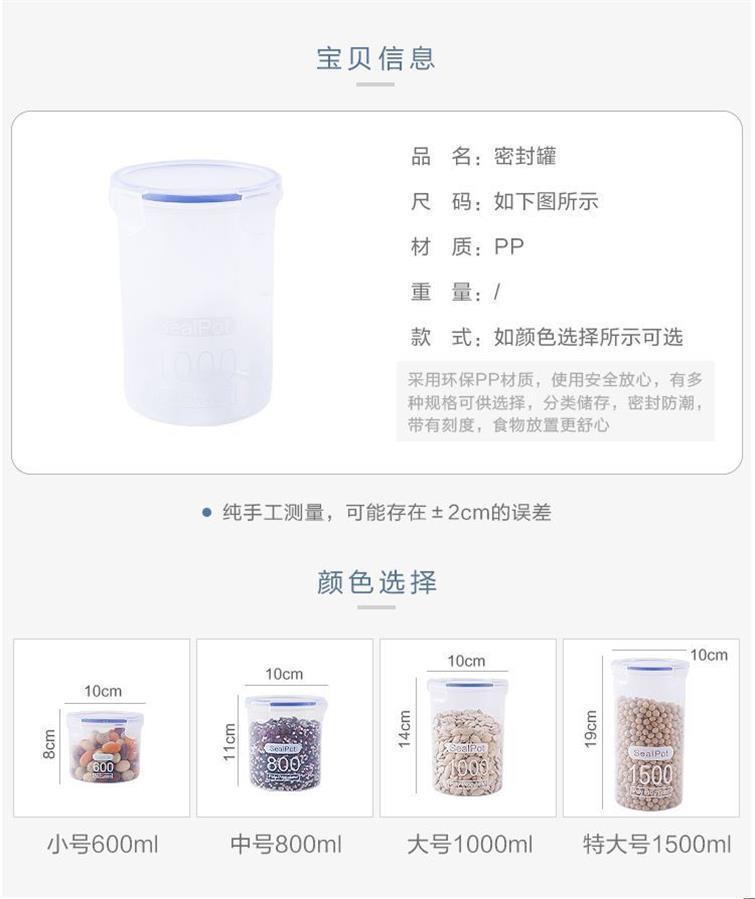 宝贝信息
品 名：密封罐
尺 码：如下图所示
材 质：PP
重 量：/
款 式：如颜色选择所示可选
采用环保PP材质，使用安全放心，有多
种规格可供选择，分类储存，密封防潮，
带有刻度，食物放置更舒心
SealPot
1000
纯手工测量，可能存在±2cm的误差
颜色选择
10cm
8cm
600
小号600ml
10cm
11cm
SealPot
800
中号800ml
10cm
14cm
SealPot
1000
大号1000ml
10cm
19cm
SealPot
1500
特大号1500ml